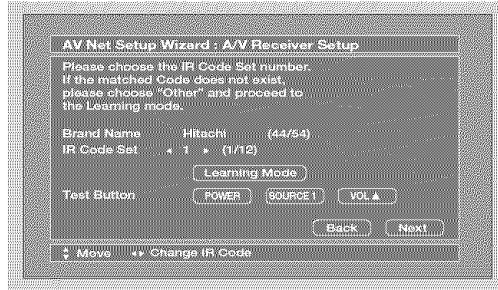 AV Net Setup Wizard : A/V Receiver Setup
Please choose the IR Code Set number.
If the matched Code does not exist,
please choose "Other" and proceed to
the Learning mode.
Brand Name Hitachi (44/54)
IR Code Set ◂ 1 ▸ (1/12)
Learning Mode
Test Button POWER SOURCE 1 VOL ▲
Back Next
Move ◂▸ Change IR Code